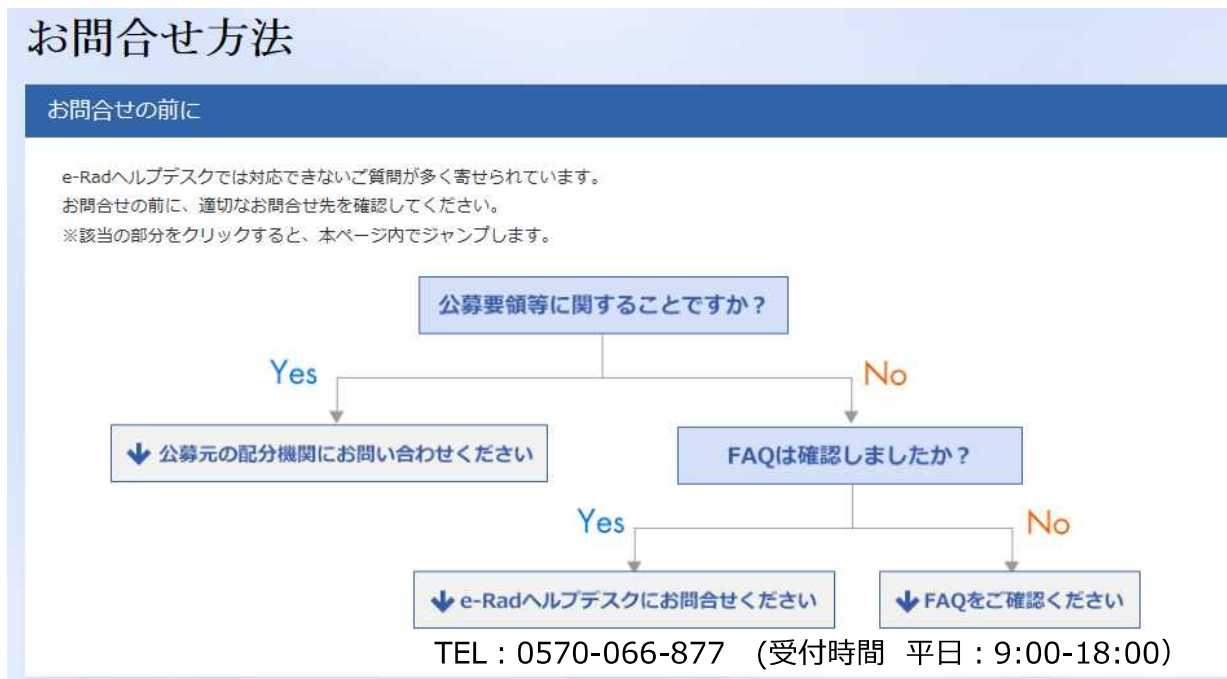 お問合せ方法
お問合せの前に
e-Radヘルプデスクでは対応できないご質問が多く寄せられています。
お問合せの前に、適切なお問合せ先を確認してください。
※該当の部分をクリックすると、本ページ内でジャンプします。
公募要領等に関することですか？
Yes
No
公募元の配分機関にお問い合わせください
FAQは確認しましたか？
Yes
No
e-Radヘルプデスクにお問合せください
FAQをご確認ください
TEL：0570-066-877　(受付時間　平日：9:00-18:00）